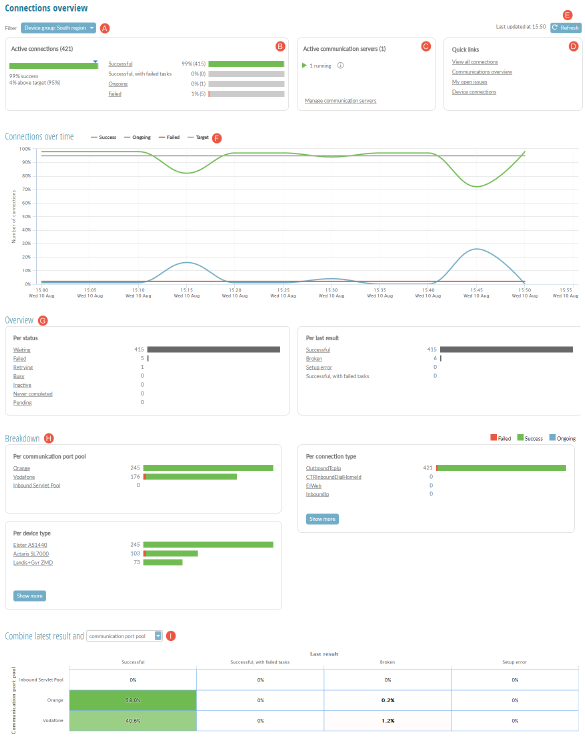 Connections overview
Filter Device group: South region A
Last updated at 15:50 Refresh E
Active connections (421) B
99% success
4% above target (95%)
Successful 99% (415)
Successful, with failed tasks 0% (0)
Ongoing 0% (1)
Failed 1% (5)
Active communication servers (1) C
1 running
Manage communication servers
Quick links D
View all connections
Communications overview
My open issues
Device connections
Connections over time
Success Ongoing Failed Target F
Number of connections
100%
90%
80%
70%
60%
50%
40%
30%
20%
10%
0%
15:00 15:05 15:10 15:15 15:20 15:25 15:30 15:35 15:40 15:45 15:50 15:55
Wed 10 Aug Wed 10 Aug Wed 10 Aug Wed 10 Aug Wed 10 Aug Wed 10 Aug Wed 10 Aug Wed 10 Aug Wed 10 Aug Wed 10 Aug Wed 10 Aug Wed 10 Aug
Overview G
Per status
Waiting 415
Failed 5
Retrying 1
Busy 0
Inactive 0
Never completed 0
Pending 0
Per last result
Successful 415
Broken 6
Setup error 0
Successful, with failed tasks 0
Breakdown H
Failed Success Ongoing
Per communication port pool
Orange 245
Vodafone 176
Inbound Servlet Pool 0
Per connection type
OutboundTcpIp 421
CTRInboundDialHomeId 0
EIWeb 0
InboundIp 0
Show more
Per device type
Elster AS1440 245
Actaris SL7000 103
Landis+Gyr ZMD 73
Show more
Combine latest result and communication port pool I
Last result
Successful Successful, with failed tasks Broken Setup error
Communication port pool
Inbound Servlet Pool 0% 0% 0% 0%
Orange 0% 0.2% 0%
Vodafone 40.6% 0% 1.2% 0%